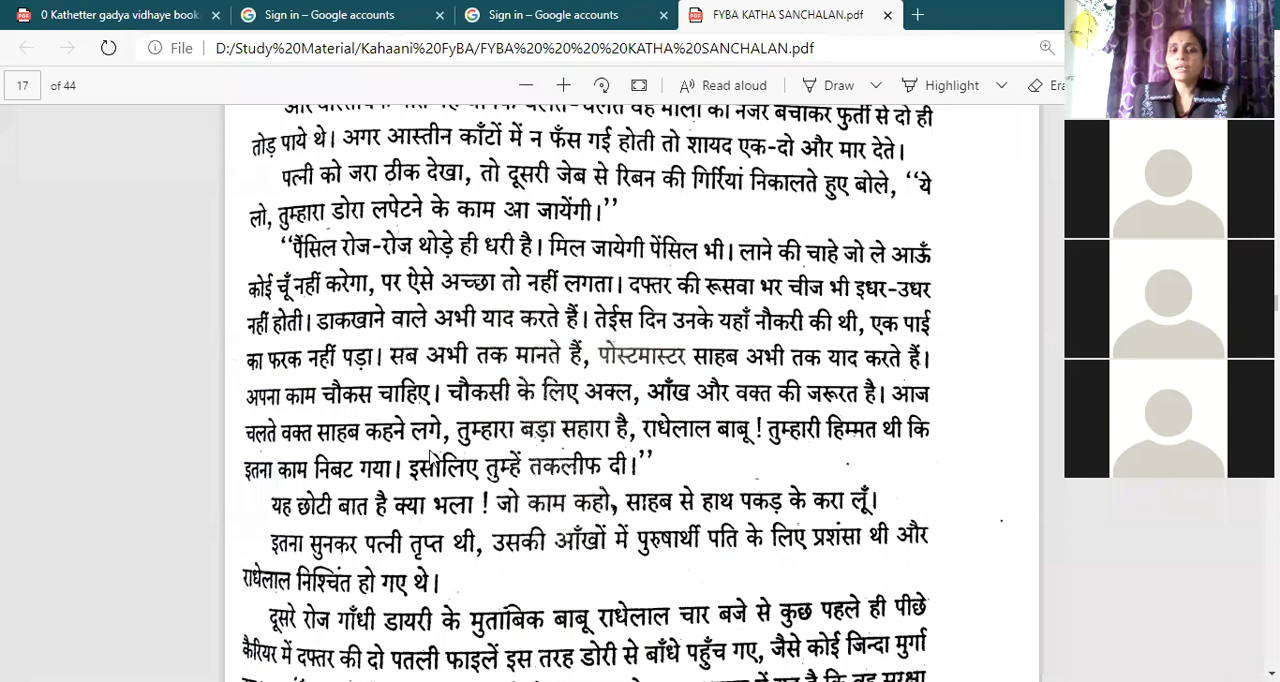 0 Kathetter gadya vidhaye book.
Sign in – Google accounts
Sign in – Google accounts
FYBA KATHA SANCHALAN.pdf
File
D:/Study%20Material/Kahaani%20FyBA/FYBA%20%20%20%20KATHA%20SANCHALAN.pdf
17 of 44
Read aloud
Draw
Highlight
Era
वह माली की नजर बचाकर फुर्ती से दो ही
तोड़ पाये थे। अगर आस्तीन काँटों में न फँस गई होती तो शायद एक-दो और मार देते।
पत्नी को जरा ठीक देखा, तो दूसरी जेब से रिबन की गिर्रियां निकालते हुए बोले, ‘‘ये
लो, तुम्हारा डोरा लपेटने के काम आ जायेंगी।’’
‘‘पैंसिल रोज-रोज थोड़े ही धरी है। मिल जायेगी पेंसिल भी। लाने की चाहे जो ले आऊँ
कोई चूँ नहीं करेगा, पर ऐसे अच्छा तो नहीं लगता। दफ्तर की रूसवा भर चीज भी इधर-उधर
नहीं होती। डाकखाने वाले अभी याद करते हैं। तेईस दिन उनके यहाँ नौकरी की थी, एक पाई
का फरक नहीं पड़ा। सब अभी तक मानते हैं, पोस्टमास्टर साहब अभी तक याद करते हैं।
अपना काम चौकस चाहिए। चौकसी के लिए अक्ल, आँख और वक्त की जरूरत है। आज
चलते वक्त साहब कहने लगे, तुम्हारा बड़ा सहारा है, राधेलाल बाबू ! तुम्हारी हिम्मत थी कि
इतना काम निबट गया। इसीलिए तुम्हें तकलीफ दी।’’
यह छोटी बात है क्या भला ! जो काम कहो, साहब से हाथ पकड़ के करा लूँ।
इतना सुनकर पत्नी तृप्त थी, उसकी आँखों में पुरुषार्थी पति के लिए प्रशंसा थी और
राधेलाल निश्चिंत हो गए थे।
दूसरे रोज गाँधी डायरी के मुताबिक बाबू राधेलाल चार बजे से कुछ पहले ही पीछे
कैरियर में दफ्तर की दो पतली फाइलें इस तरह डोरी से बाँधे पहुँच गए, जैसे कोई जिन्दा मुर्गा